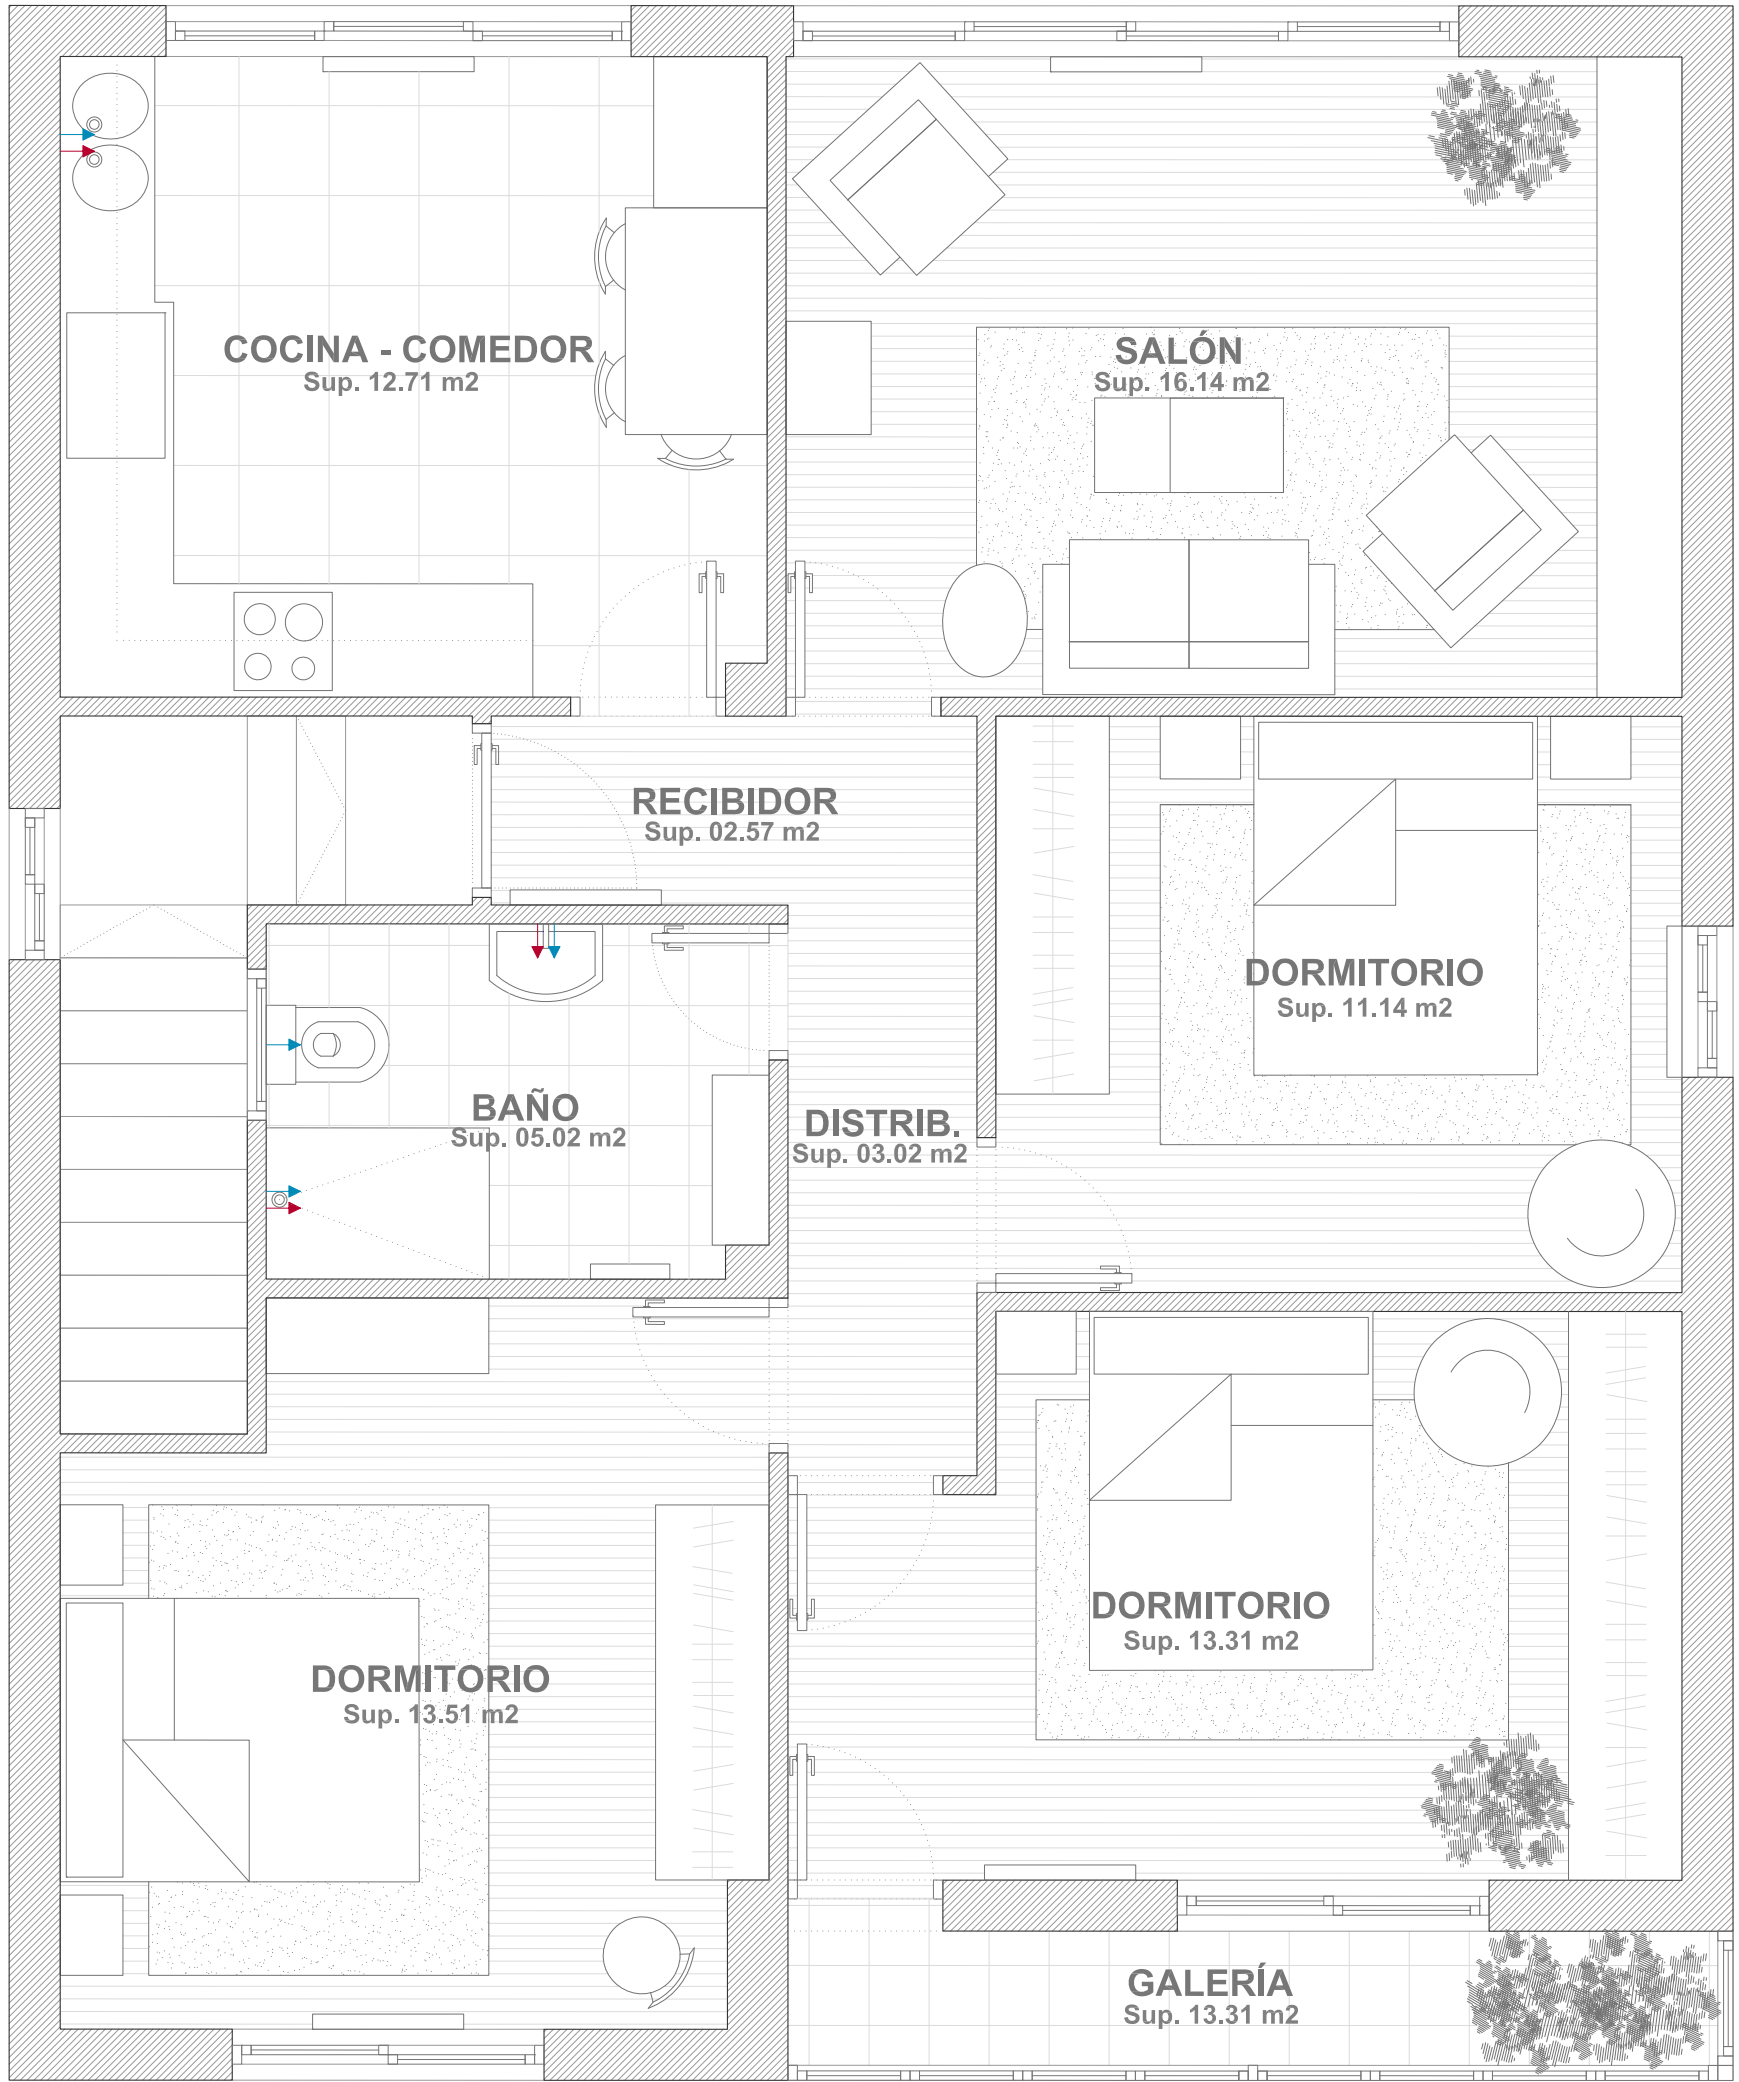 COCINA - COMEDOR
Sup. 12.71 m2
SALÓN
Sup. 16.14 m2
RECIBIDOR
Sup. 02.57 m2
DORMITORIO
Sup. 11.14 m2
BAÑO
Sup. 05.02 m2
DISTRIB.
Sup. 03.02 m2
DORMITORIO
Sup. 13.31 m2
DORMITORIO
Sup. 13.51 m2
GALERÍA
Sup. 13.31 m2